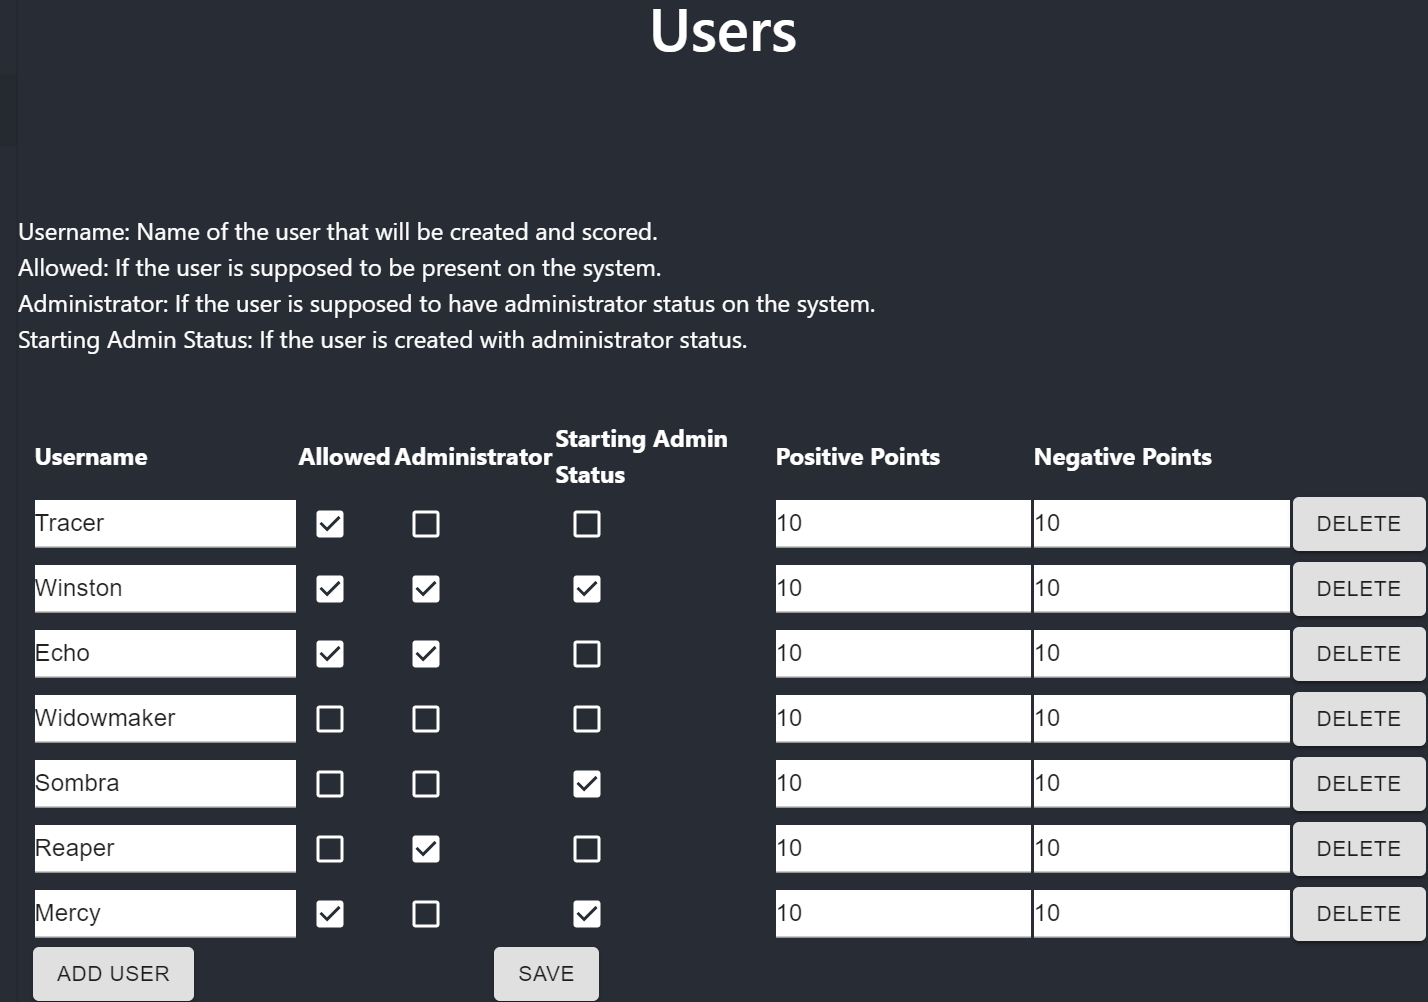 Users
Username: Name of the user that will be created and scored.
Allowed: If the user is supposed to be present on the system.
Administrator: If the user is supposed to have administrator status on the system.
Starting Admin Status: If the user is created with administrator status.
Username Allowed Administrator Starting Admin Status Positive Points Negative Points
Tracer 10 10 DELETE
Winston 10 10 DELETE
Echo 10 10 DELETE
Widowmaker 10 10 DELETE
Sombra 10 10 DELETE
Reaper 10 10 DELETE
Mercy 10 10 DELETE
ADD USER SAVE